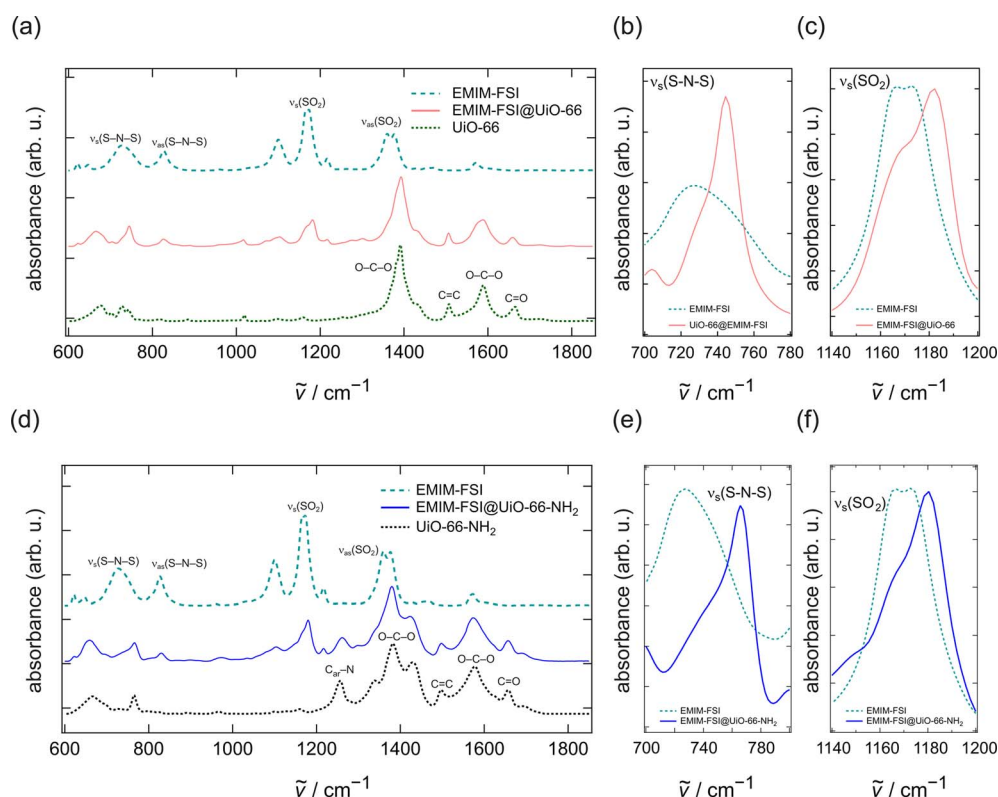 (a)
absorbance (arb. u.)
νs(S–N–S)
νas(S–N–S)
νs(SO2)
νas(SO2)
EMIM-FSI
EMIM-FSI@UiO-66
UiO-66
O–C–O
C=C
O–C–O
C=O
600 800 1000 1200 1400 1600 1800
ṽ / cm−1
(b)
absorbance (arb. u.)
νs(S-N-S)
EMIM-FSI
UiO-66@EMIM-FSI
700 720 740 760 780
ṽ / cm−1
(c)
absorbance (arb. u.)
νs(SO2)
EMIM-FSI
EMIM-FSI@UiO-66
1140 1160 1180 1200
ṽ / cm−1
(d)
absorbance (arb. u.)
νs(S–N–S)
νas(S–N–S)
νs(SO2)
νas(SO2)
EMIM-FSI
EMIM-FSI@UiO-66-NH2
UiO-66-NH2
Car–N
O–C–O
C=C
O–C–O
C=O
600 800 1000 1200 1400 1600 1800
ṽ / cm−1
(e)
absorbance (arb. u.)
νs(S-N-S)
EMIM-FSI
EMIM-FSI@UiO-66-NH2
700 740 780
ṽ / cm−1
(f)
absorbance (arb. u.)
νs(SO2)
EMIM-FSI
EMIM-FSI@UiO-66-NH2
1140 1160 1180 1200
ṽ / cm−1